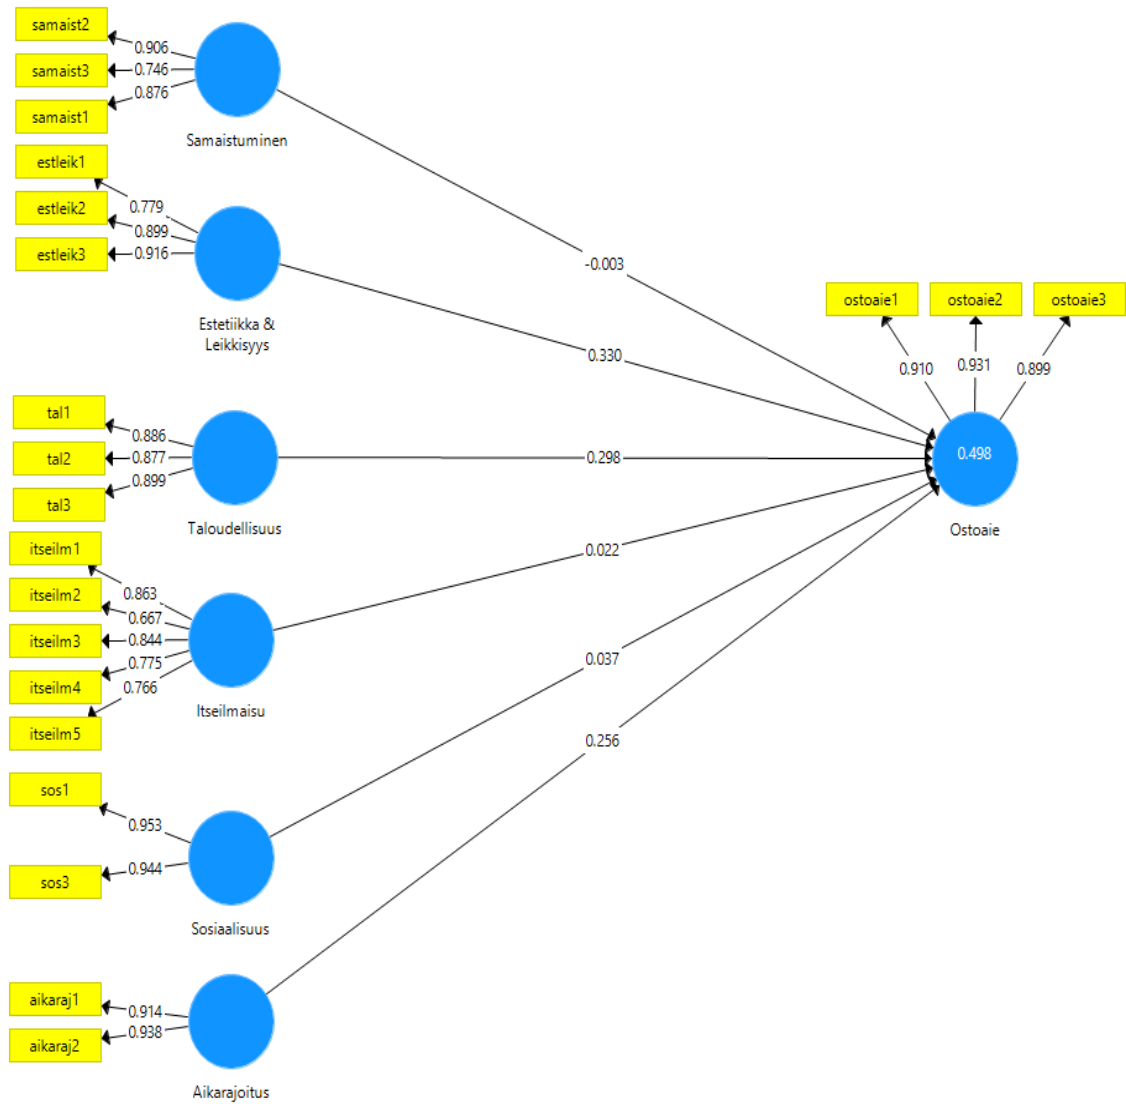 samaist2
0.906
samaist3
0.746
0.876
samaist1
Samaistuminen
estleik1
0.779
estleik2
0.899
estleik3
0.916
Estetiikka &
Leikkisyys
-0.003
0.330
ostoaie1
ostoaie2
ostoaie3
0.910
0.931
0.899
0.498
Ostoaie
tal1
0.886
tal2
0.877
0.899
tal3
Taloudellisuus
0.298
itseilm1
0.863
itseilm2
0.667
itseilm3
0.844
0.775
itseilm4
0.766
itseilm5
Itseilmaisu
0.022
sos1
0.953
0.944
sos3
Sosiaalisuus
0.037
0.256
aikaraj1
0.914
0.938
aikaraj2
Aikarajoitus